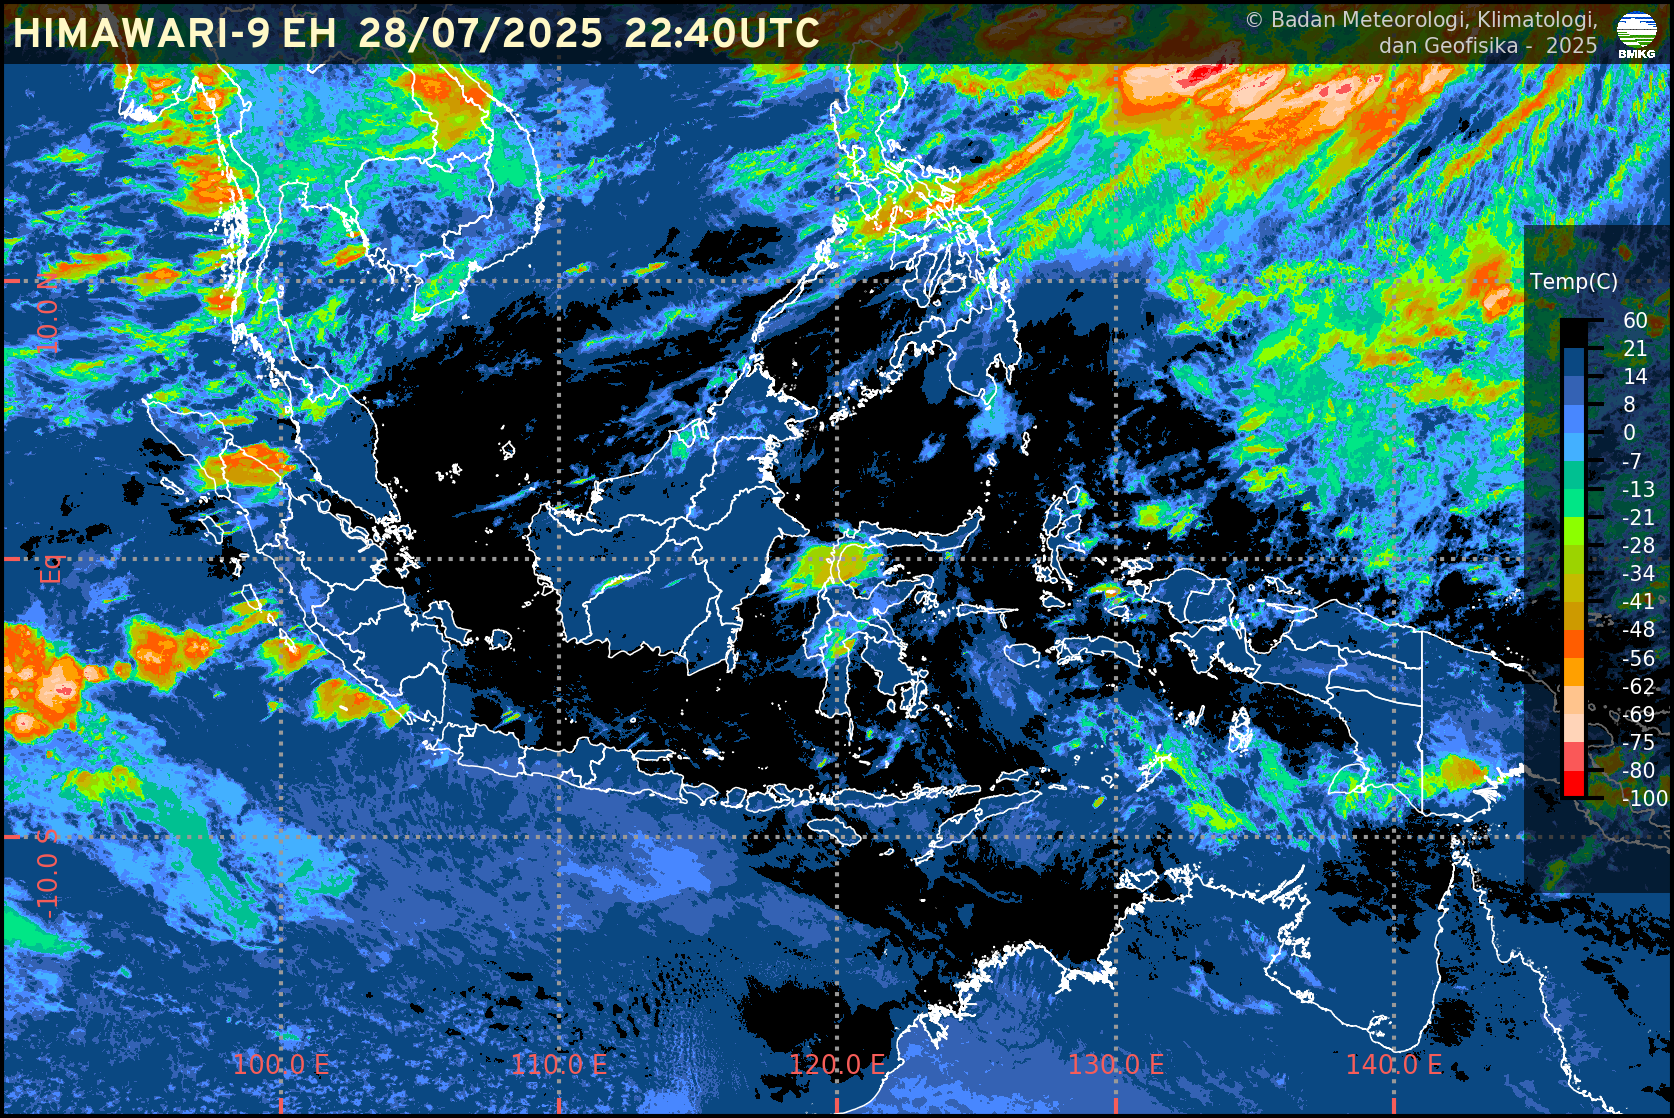 HIMAWARI-9 EH 28/07/2025 22:40UTC
© Badan Meteorologi, Klimatologi,
dan Geofisika - 2025
BMKG
Temp(C)
60
21
14
8
0
-7
-13
-21
-28
-34
-41
-48
-56
-62
-69
-75
-80
-100
10.0 N
Eq
-10.0 S
100.0 E
110.0 E
120.0 E
130.0 E
140.0 E